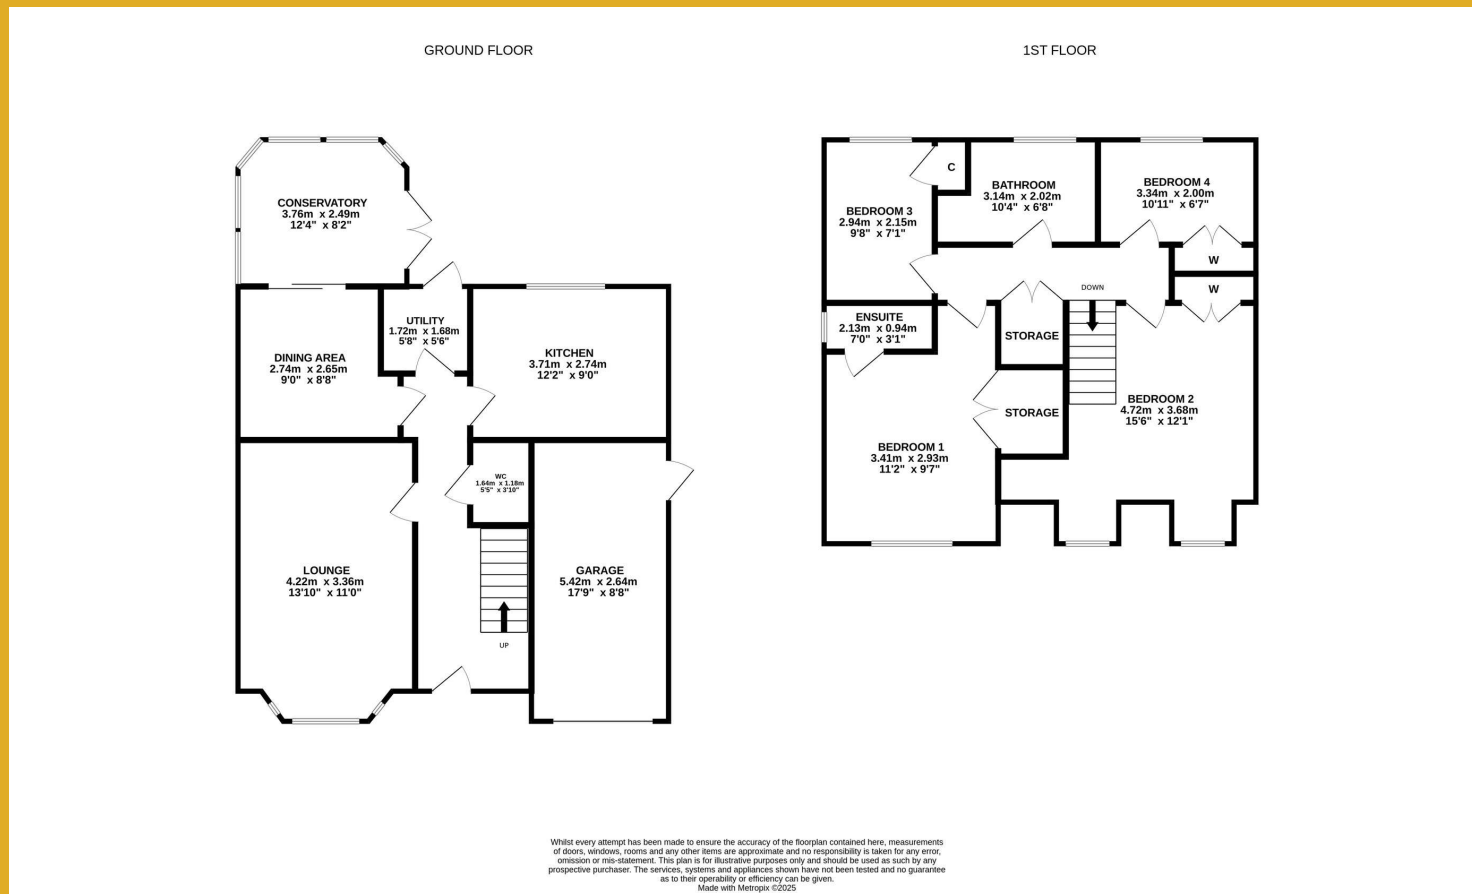 GROUND FLOOR
1ST FLOOR
CONSERVATORY
3.76m x 2.49m
12'4" x 8'2"
UTILITY
1.72m x 1.68m
5'8" x 5'6"
DINING AREA
2.74m x 2.65m
9'0" x 8'8"
KITCHEN
3.71m x 2.74m
12'2" x 9'0"
WC
1.64m x 1.18m
5'5" x 3'10"
LOUNGE
4.22m x 3.36m
13'10" x 11'0"
GARAGE
5.42m x 2.64m
17'9" x 8'8"
UP
C
BATHROOM
3.14m x 2.02m
10'4" x 6'8"
BEDROOM 4
3.34m x 2.00m
10'11" x 6'7"
BEDROOM 3
2.94m x 2.15m
9'8" x 7'1"
W
W
DOWN
ENSUITE
2.13m x 0.94m
7'0" x 3'1"
STORAGE
STORAGE
BEDROOM 2
4.72m x 3.68m
15'6" x 12'1"
BEDROOM 1
3.41m x 2.93m
11'2" x 9'7"
Whilst every attempt has been made to ensure the accuracy of the floorplan contained here, measurements
of doors, windows, rooms and any other items are approximate and no responsibility is taken for any error,
omission or mis-statement. This plan is for illustrative purposes only and should be used as such by any
prospective purchaser. The services, systems and appliances shown have not been tested and no guarantee
as to their operability or efficiency can be given.
Made with Metropix ©2025